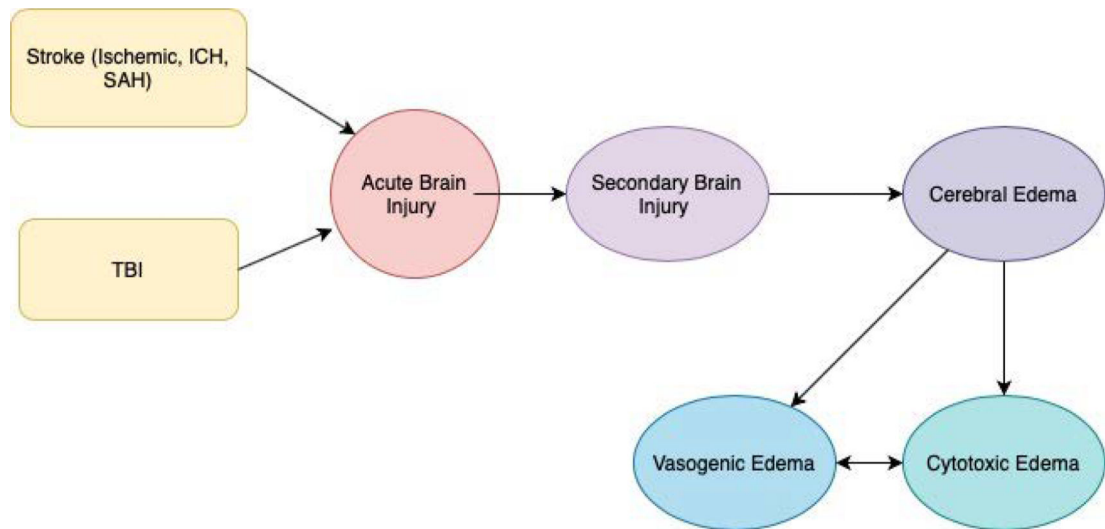 Stroke (Ischemic, ICH,
SAH)
TBI
Acute Brain
Injury
Secondary Brain
Injury
Cerebral Edema
Vasogenic Edema
Cytotoxic Edema